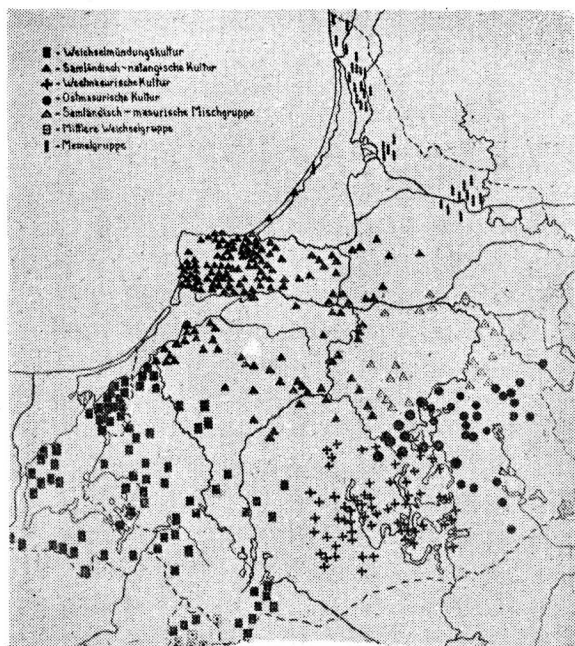 - Weichselmündungskultur
- Samländisch-natangische Kultur
- Westmasurische Kultur
- Ostmasurische Kultur
- Samländisch-masurische Mischgruppe
- Mittlere Weichselgruppe
- Memelgruppe